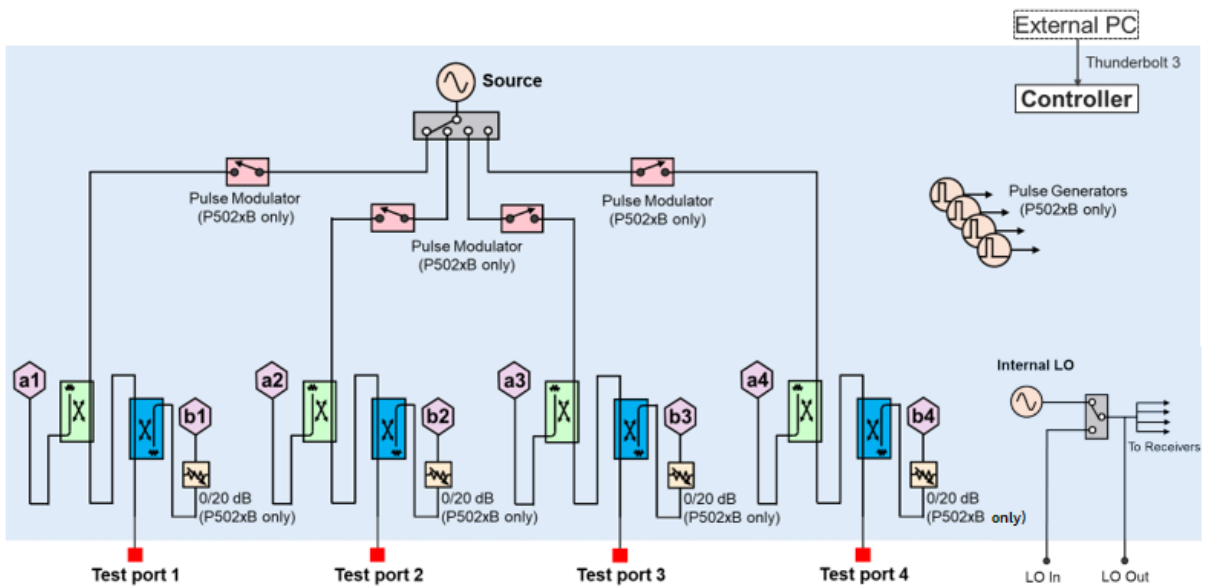 External PC
Thunderbolt 3
Controller
Source
Pulse Modulator
(P502xB only)
Pulse Modulator
(P502xB only)
Pulse Modulator
(P502xB only)
Pulse Generators
(P502xB only)
a1
b1
0/20 dB
(P502xB only)
a2
b2
0/20 dB
(P502xB only)
a3
b3
0/20 dB
(P502xB only)
a4
b4
0/20 dB
(P502xB only)
Internal LO
To Receivers
Test port 1
Test port 2
Test port 3
Test port 4
LO In
LO Out